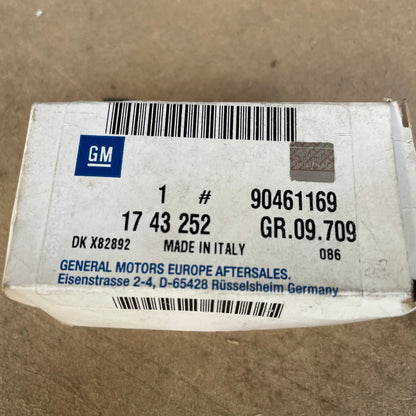 GM
1 # 90461169
17 43 252 GR.09.709
DK X82892 MADE IN ITALY 086
GENERAL MOTORS EUROPE AFTERSALES.
Eisenstrasse 2-4, D-65428 Rüsselsheim Germany